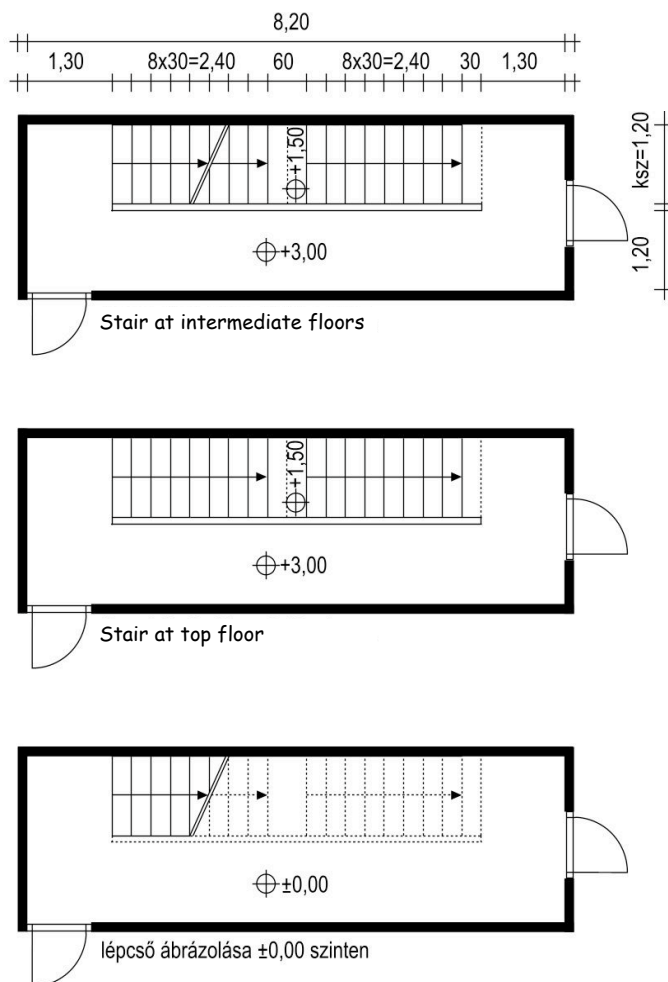 8,20
1,30 8x30=2,40 60 8x30=2,40 30 1,30
+1,50
ksz=1,20
+3,00
1,20
Stair at intermediate floors
+1,50
+3,00
Stair at top floor
±0,00
lépcső ábrázolása ±0,00 szinten